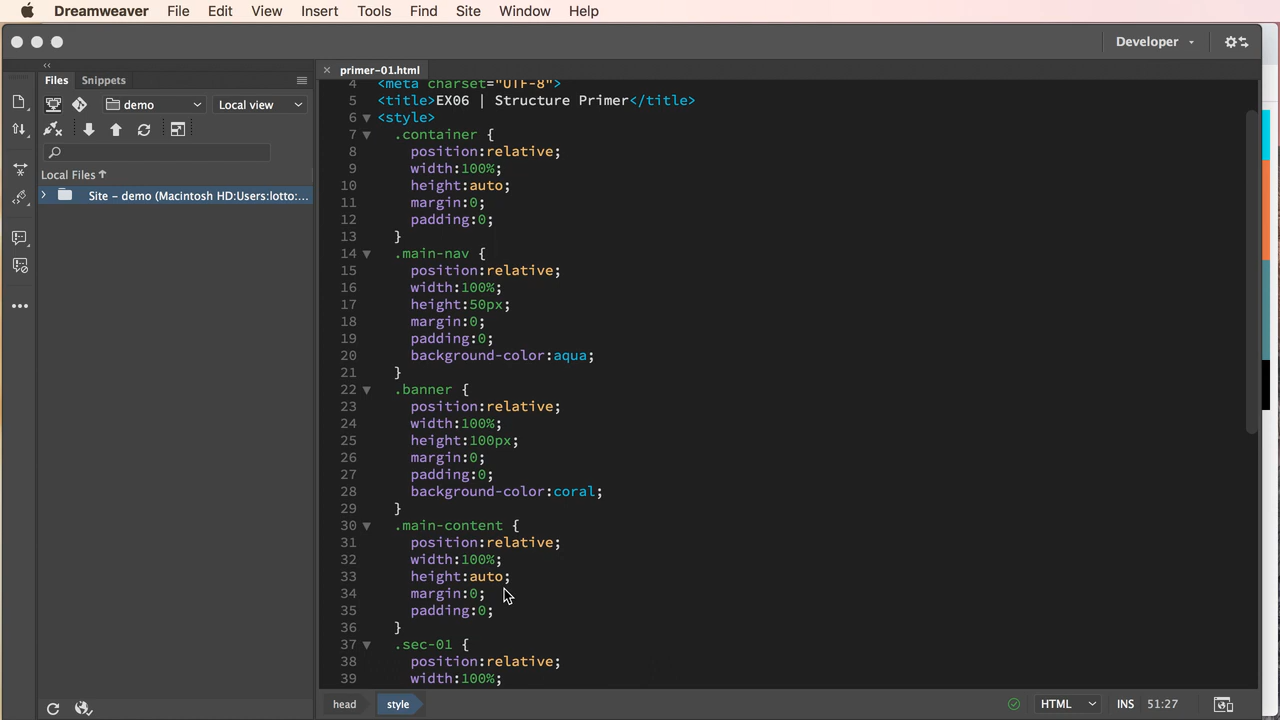 Dreamweaver File Edit View Insert Tools Find Site Window Help
Developer
Files Snippets
primer-01.html
demo Local view
Local Files
Site – demo (Macintosh HD:Users:lotto:...
4 <meta charset="UTF-8">
5 <title>EX06 | Structure Primer</title>
6 <style>
7 .container {
8 position:relative;
9 width:100%;
10 height:auto;
11 margin:0;
12 padding:0;
13 }
14 .main-nav {
15 position:relative;
16 width:100%;
17 height:50px;
18 margin:0;
19 padding:0;
20 background-color:aqua;
21 }
22 .banner {
23 position:relative;
24 width:100%;
25 height:100px;
26 margin:0;
27 padding:0;
28 background-color:coral;
29 }
30 .main-content {
31 position:relative;
32 width:100%;
33 height:auto;
34 margin:0;
35 padding:0;
36 }
37 .sec-01 {
38 position:relative;
39 width:100%;
head style HTML INS 51:27